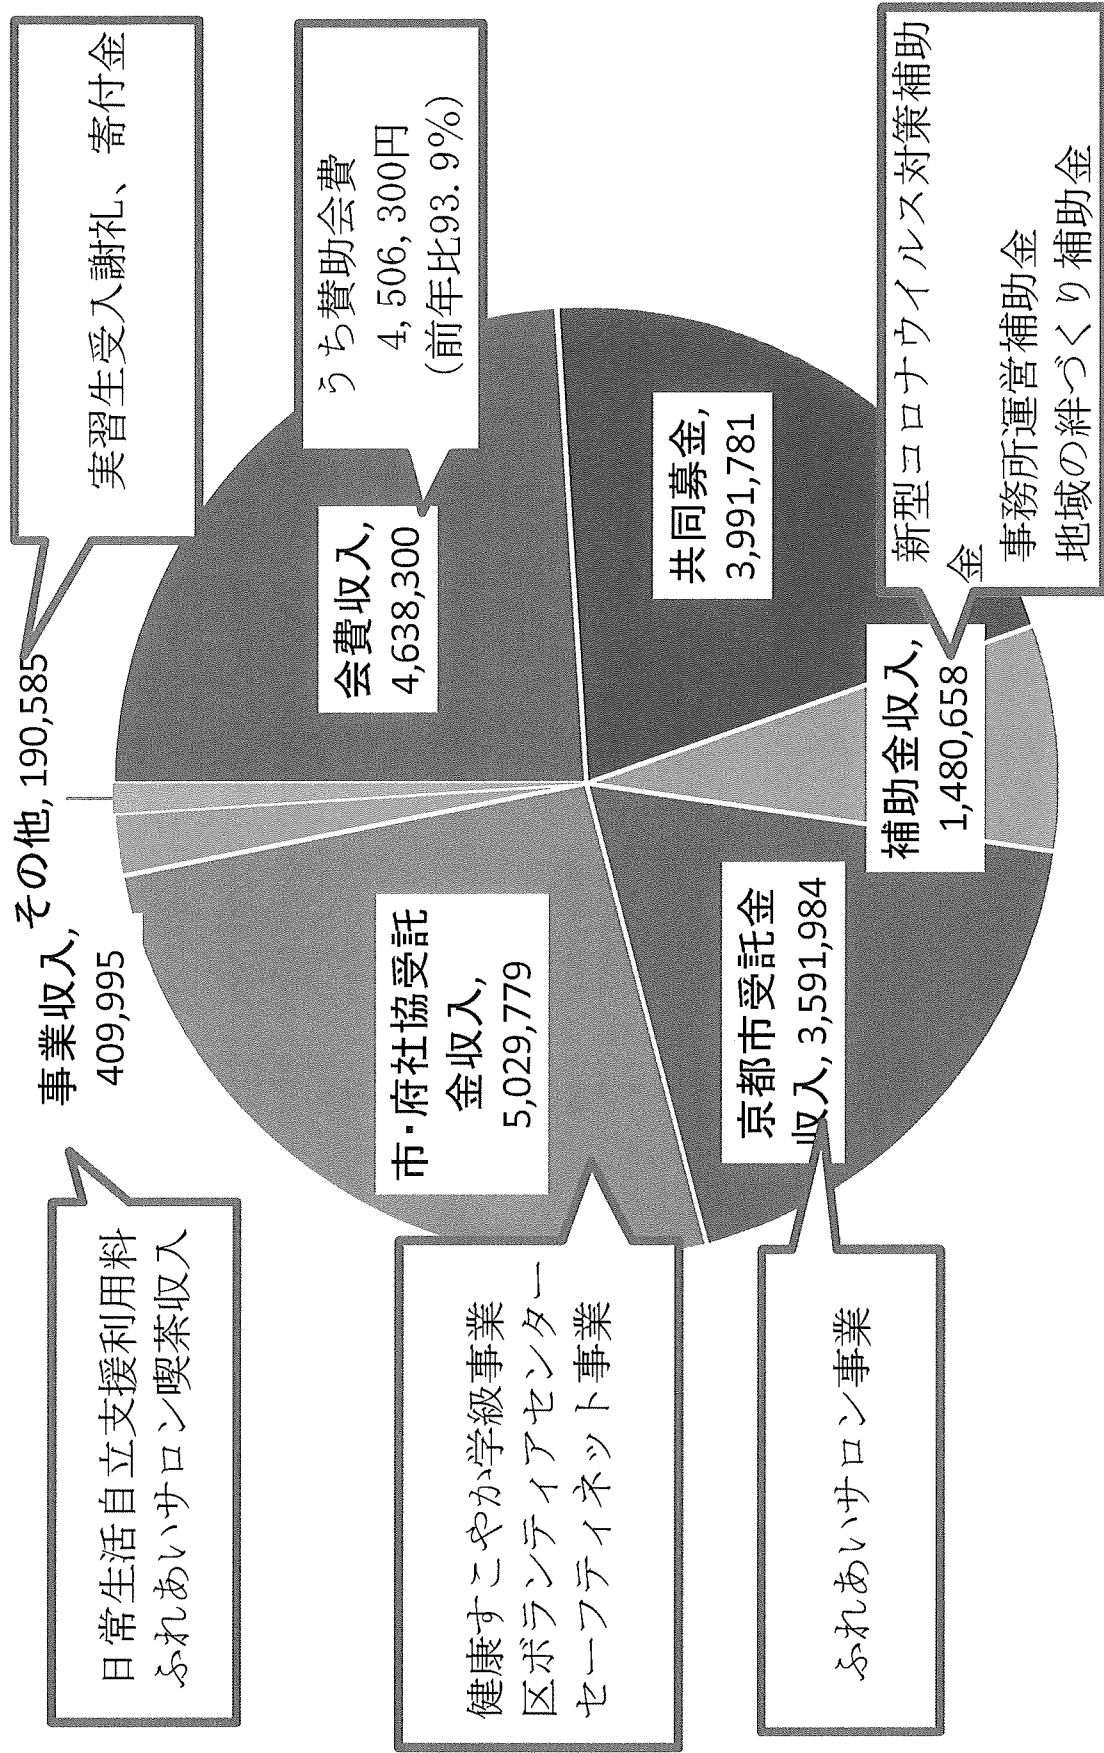 実習生受入謝礼、寄付金
その他, 190,585
事業収入,
409,995
日常生活自立支援利用料
ふれあいサロン喫茶収入
うち賛助会費
4,506,300円
(前年比93.9%)
会費収入,
4,638,300
市・府社協受託
金収入,
5,029,779
健康すこやか学級事業
区ボランティアセンター
セーフティネット事業
共同募金,
3,991,781
京都市受託金
収入, 3,591,984
ふれあいサロン事業
補助金収入,
1,480,658
新型コロナウイルス対策補助
金
事務所運営補助金
地域の絆づくり補助金